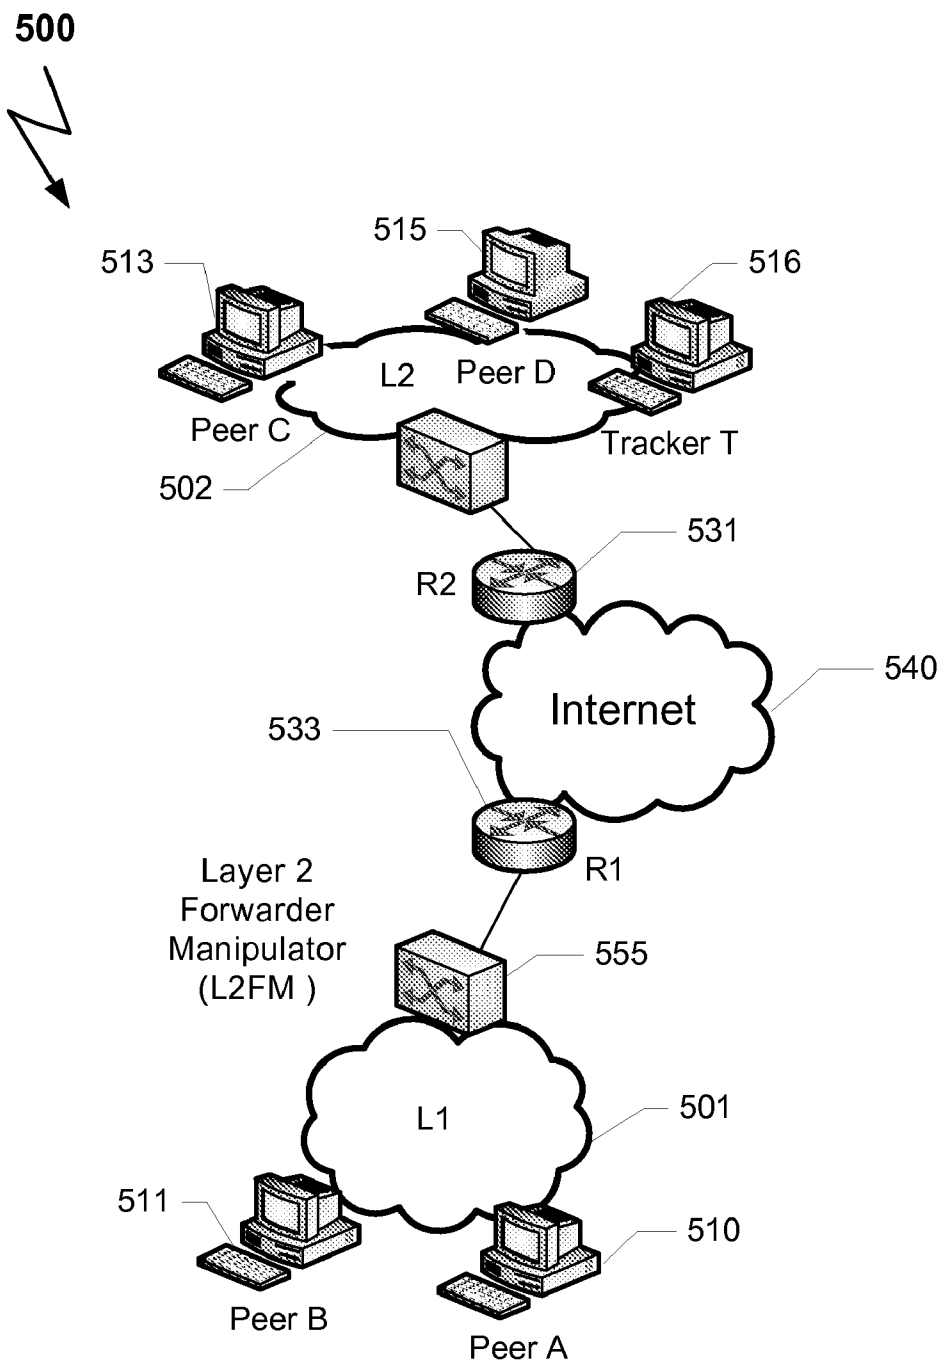 500
515
513
516
L2
Peer D
Peer C
Tracker T
502
531
R2
540
Internet
533
R1
Layer 2
Forwarder
Manipulator
(L2FM )
555
501
L1
511
510
Peer B
Peer A